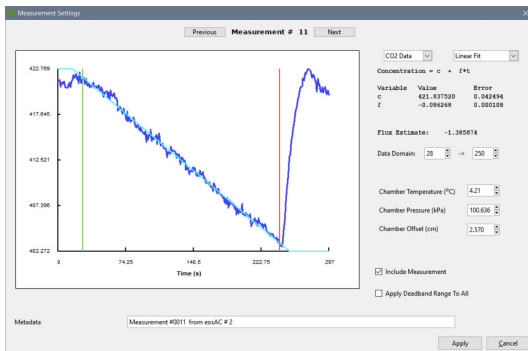 Measurement Settings
Previous Measurement # 11 Next
CO2 Data Linear Fit
Concentration = c + f*t
Variable Value Error
c 421.837520 0.042494
f -0.086268 0.000108
Flux Estimate: -1.385874
Data Domain: 28 -> 250
Chamber Temperature (ºC) 4.21
Chamber Pressure (kPa) 100.636
Chamber Offset (cm) 2.570
Include Measurement
Apply Deadband Range To All
422.769
417.645
412.521
407.396
402.272
0 74.25 148.5 222.75 297
Time (s)
Metadata Measurement #0011 from eosAC # 2
Apply Cancel